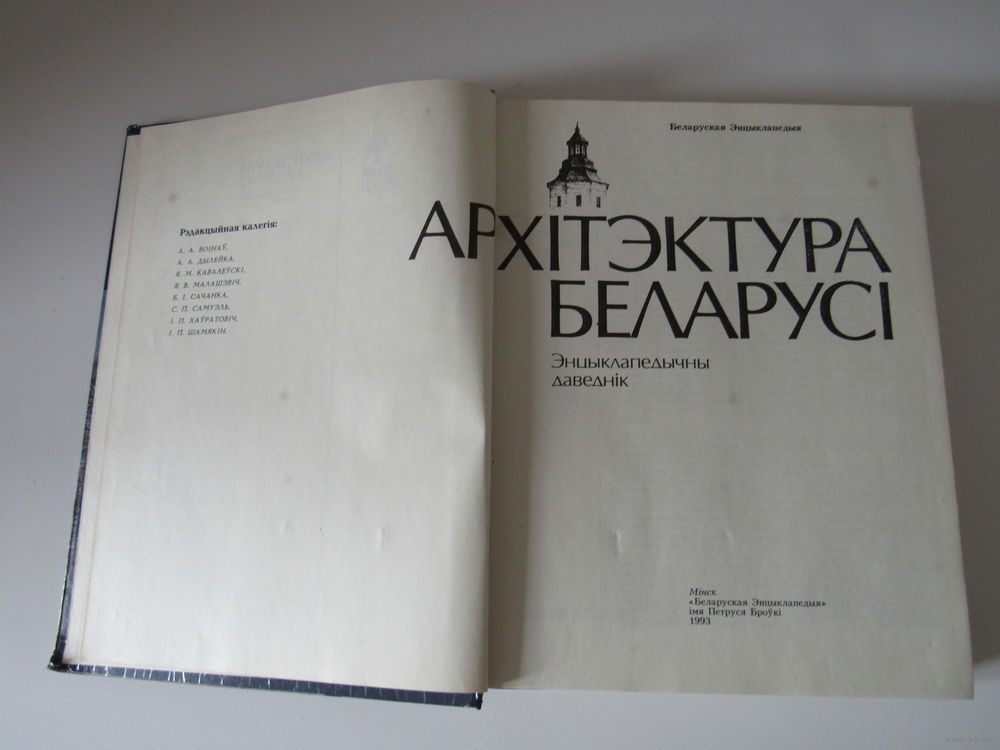 Рэдакцыйная калегія:
А. А. ВОІНАЎ,
А. А. ДЫЛЕЙКА,
Я. М. КАВАЛЕЎСКІ,
Я. В. МАЛАШЭВІЧ,
Б. І. САЧАНКА,
С. П. САМУЭЛЬ,
І. П. ХАЎРАТОВІЧ,
І. П. ШАМЯКІН.
Беларуская Энцыклапедыя
АРХІТЭКТУРА
БЕЛАРУСІ
Энцыклапедычны
даведнік
Мінск
«Беларуская Энцыклапедыя»
імя Петруся Броўкі
1993